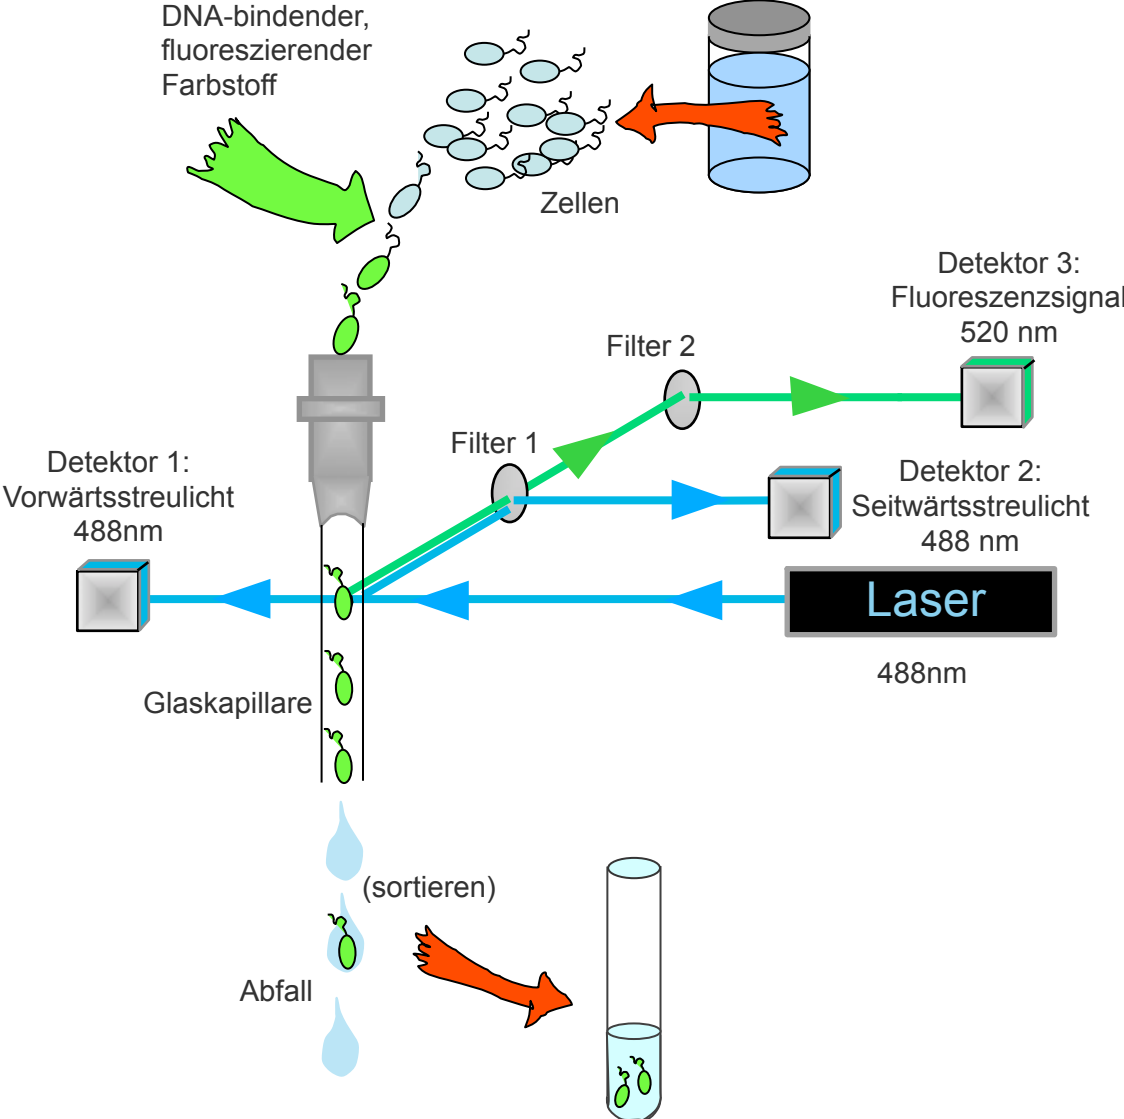 DNA-bindender,
fluoreszierender
Farbstoff
Zellen
Detektor 3:
Fluoreszenzsignal
520 nm
Filter 2
Filter 1
Detektor 1:
Vorwärtsstreulicht
488nm
Detektor 2:
Seitwärtsstreulicht
488 nm
Laser
488nm
Glaskapillare
(sortieren)
Abfall